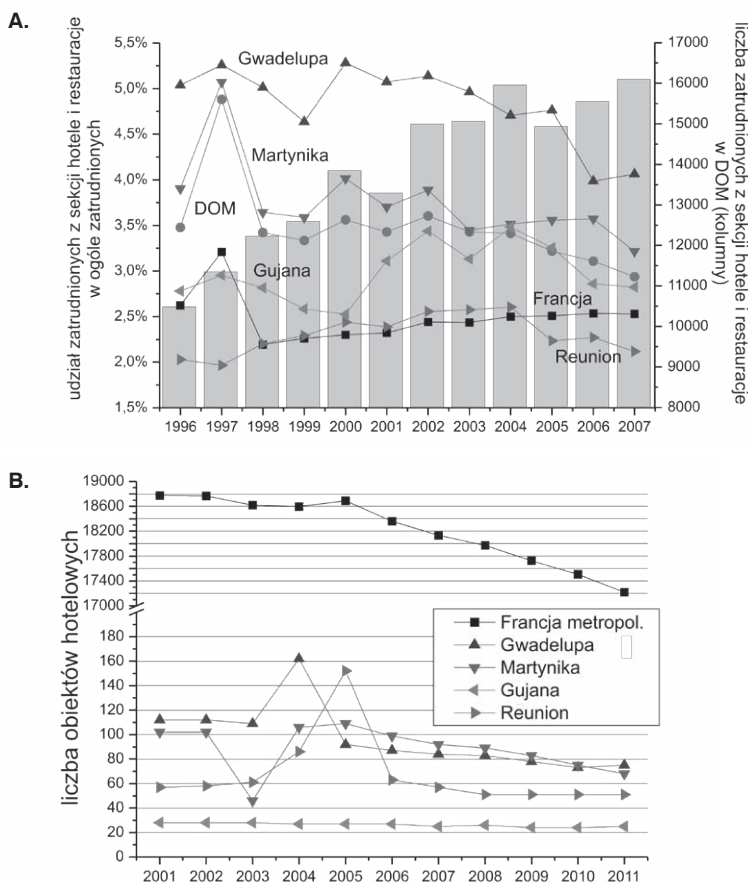 A.
udział zatrudnionych z sekcji hotele i restauracje
w ogóle zatrudnionych
5,5%
5,0%
4,5%
4,0%
3,5%
3,0%
2,5%
2,0%
1,5%
Gwadelupa
Martynika
DOM
Gujana
Francja
Reunion
17000
16000
15000
14000
13000
12000
11000
10000
9000
8000
liczba zatrudnionych z sekcji hotele i restauracje
w DOM (kolumny)
1996 1997 1998 1999 2000 2001 2002 2003 2004 2005 2006 2007
B.
liczba obiektów hotelowych
19000
18600
18200
17800
17400
17000
180
160
140
120
100
80
60
40
20
0
Francja metropol.
Gwadelupa
Martynika
Gujana
Reunion
2001 2002 2003 2004 2005 2006 2007 2008 2009 2010 2011